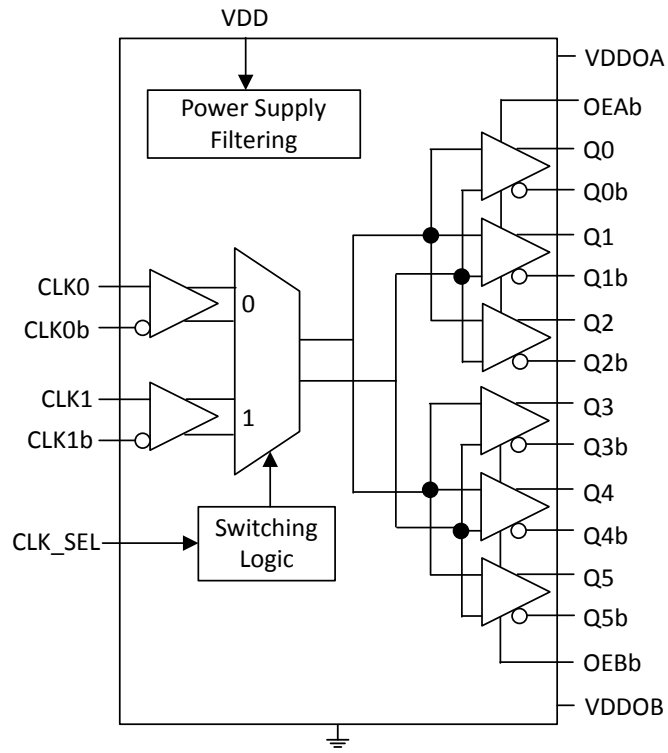 VDD
Power Supply
Filtering
CLK0
CLK0b
CLK1
CLK1b
0
1
CLK_SEL
Switching
Logic
VDDOA
OEAb
Q0
Q0b
Q1
Q1b
Q2
Q2b
Q3
Q3b
Q4
Q4b
Q5
Q5b
OEBb
VDDOB